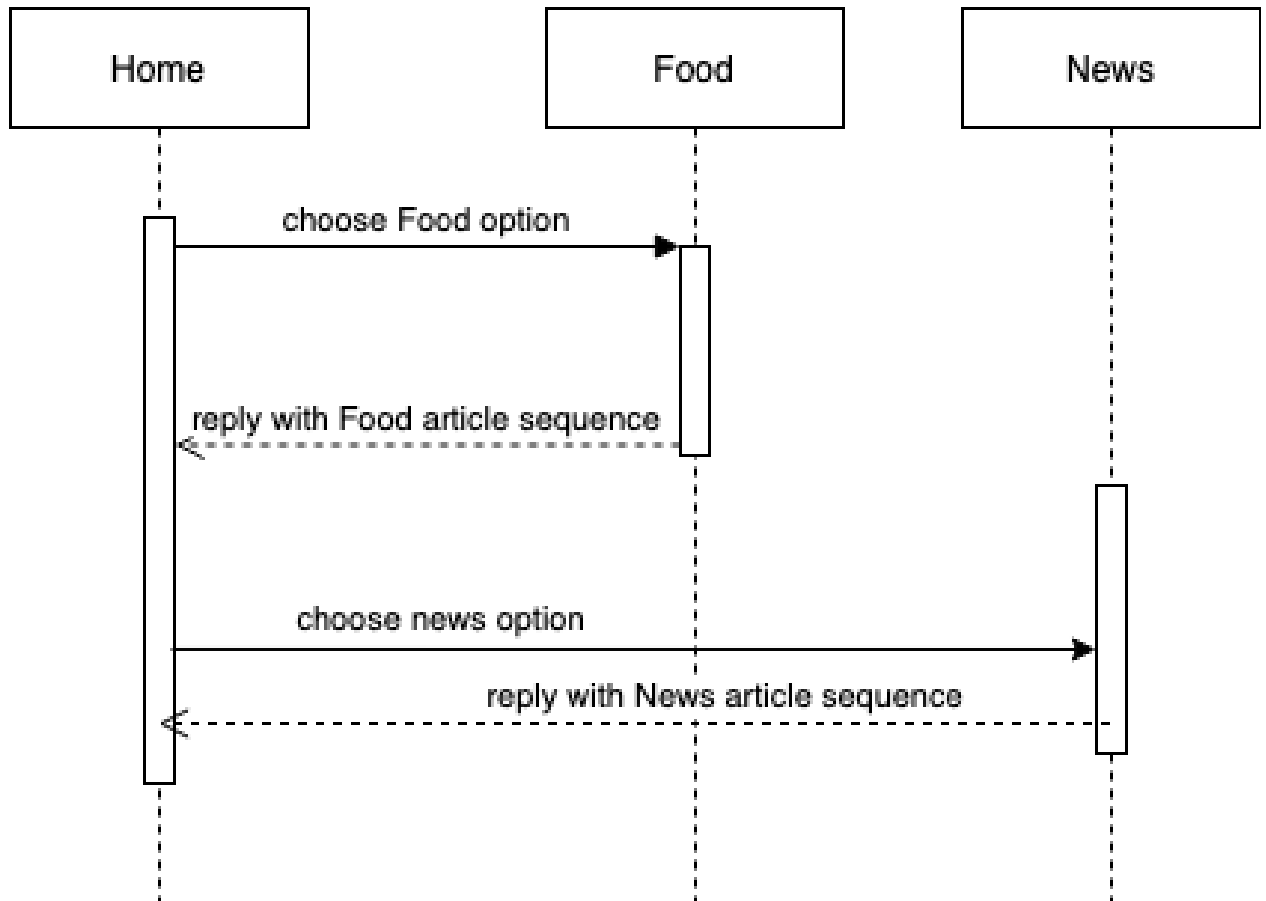 Home
Food
News
choose Food option
reply with Food article sequence
choose news option
reply with News article sequence